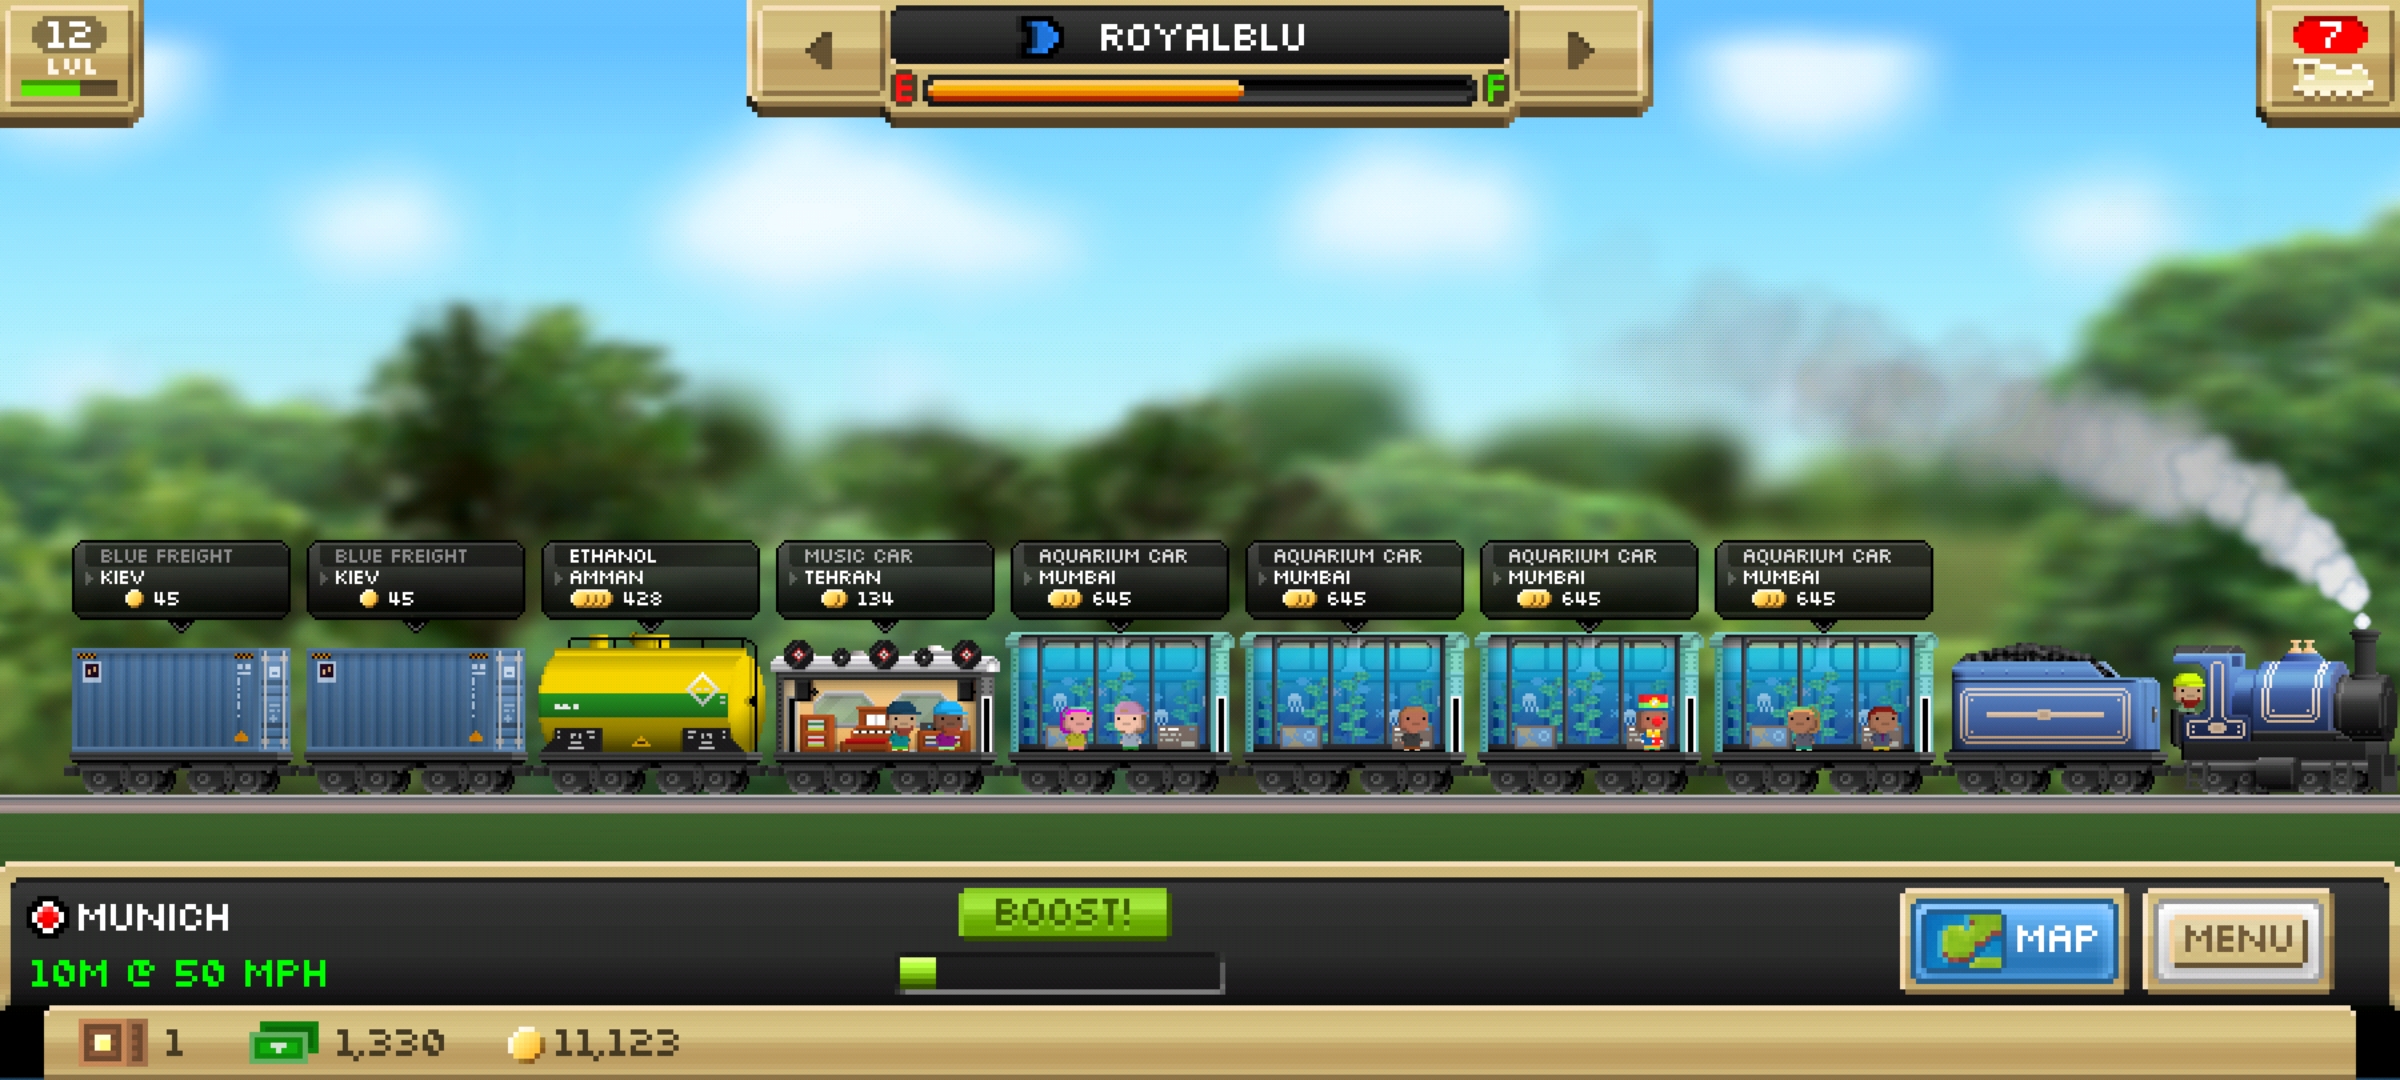 12
LVL
ROYALBLU
E
F
7
BLUE FREIGHT
KIEV
45
BLUE FREIGHT
KIEV
45
ETHANOL
AMMAN
428
MUSIC CAR
TEHRAN
134
AQUARIUM CAR
MUMBAI
645
AQUARIUM CAR
MUMBAI
645
AQUARIUM CAR
MUMBAI
645
AQUARIUM CAR
MUMBAI
645
MUNICH
10M @ 50 MPH
BOOST!
MAP
MENU
1
1,330
11,123